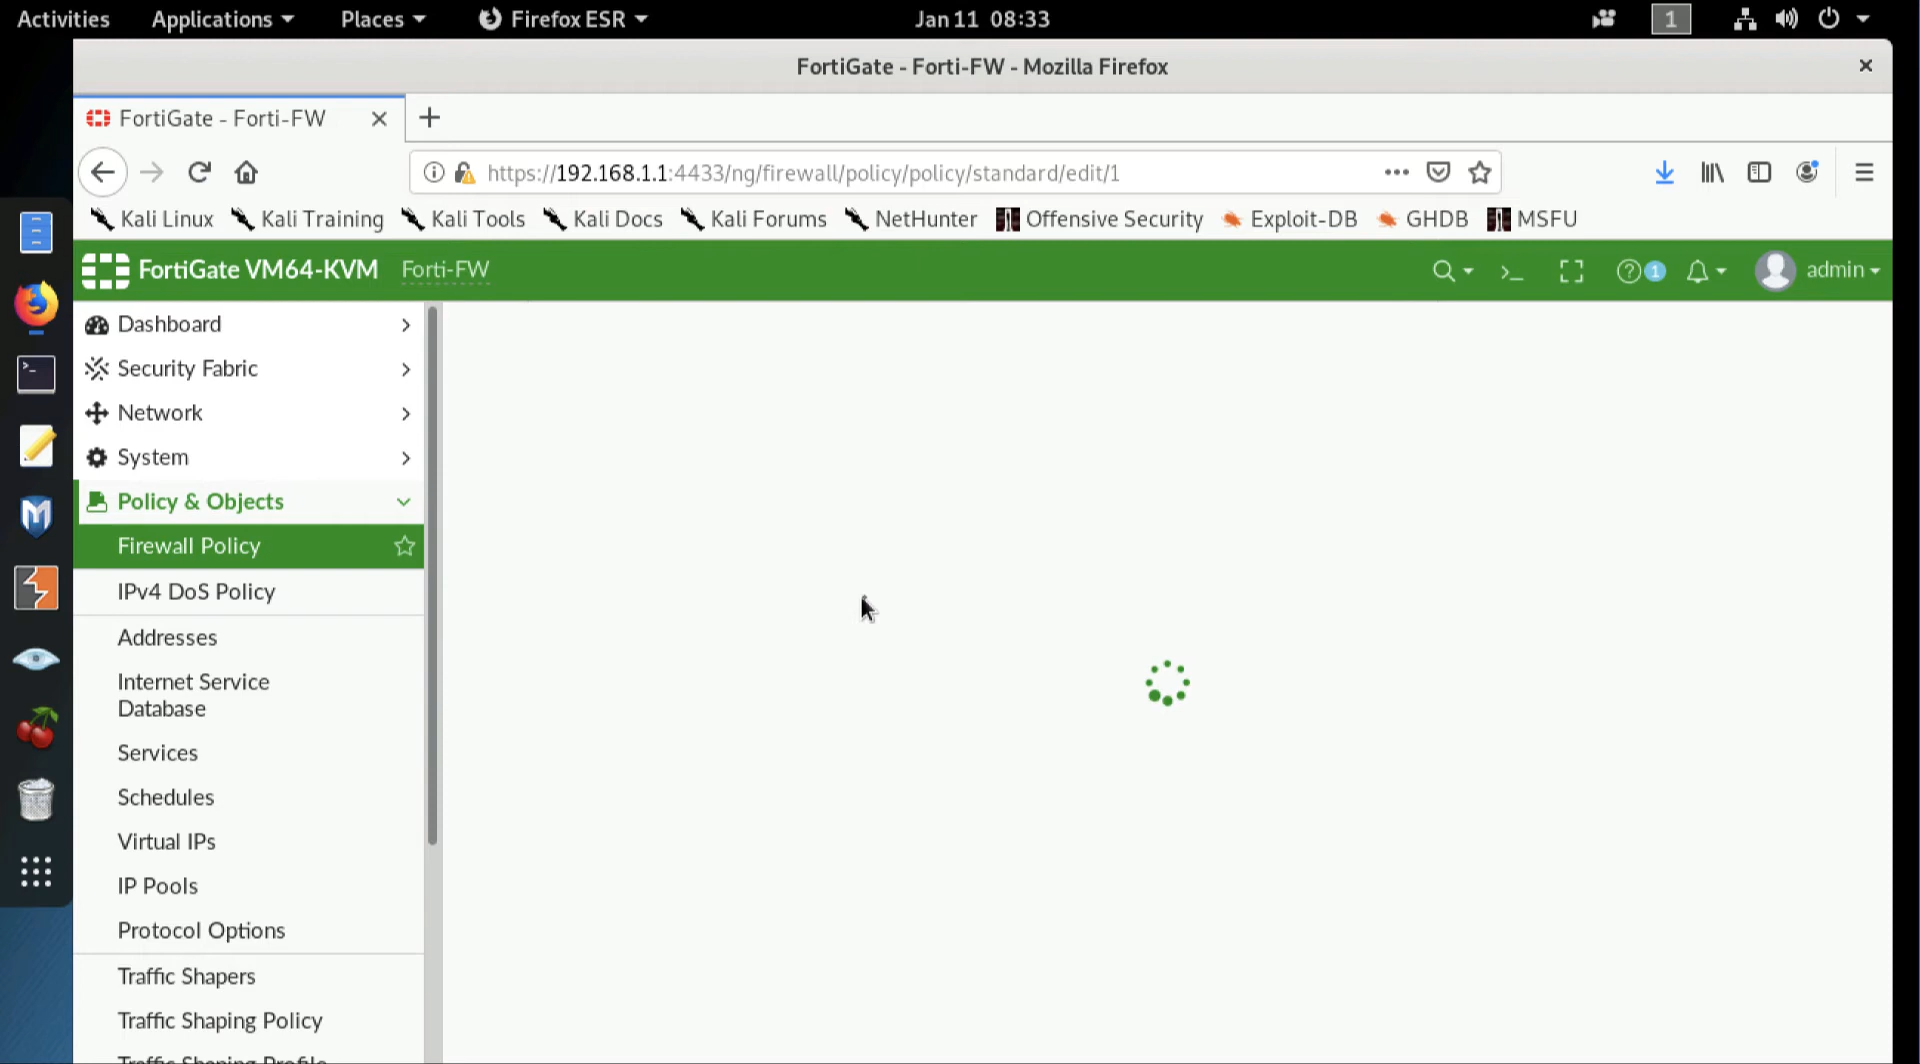 Activities Applications Places Firefox ESR Jan 11 08:33 1
FortiGate - Forti-FW - Mozilla Firefox
FortiGate - Forti-FW
https://192.168.1.1:4433/ng/firewall/policy/policy/standard/edit/1
Kali Linux Kali Training Kali Tools Kali Docs Kali Forums NetHunter Offensive Security Exploit-DB GHDB MSFU
FortiGate VM64-KVM Forti-FW 1 admin
Dashboard
Security Fabric
Network
System
Policy & Objects
Firewall Policy
IPv4 DoS Policy
Addresses
Internet Service
Database
Services
Schedules
Virtual IPs
IP Pools
Protocol Options
Traffic Shapers
Traffic Shaping Policy
Traffic Shaping Profile